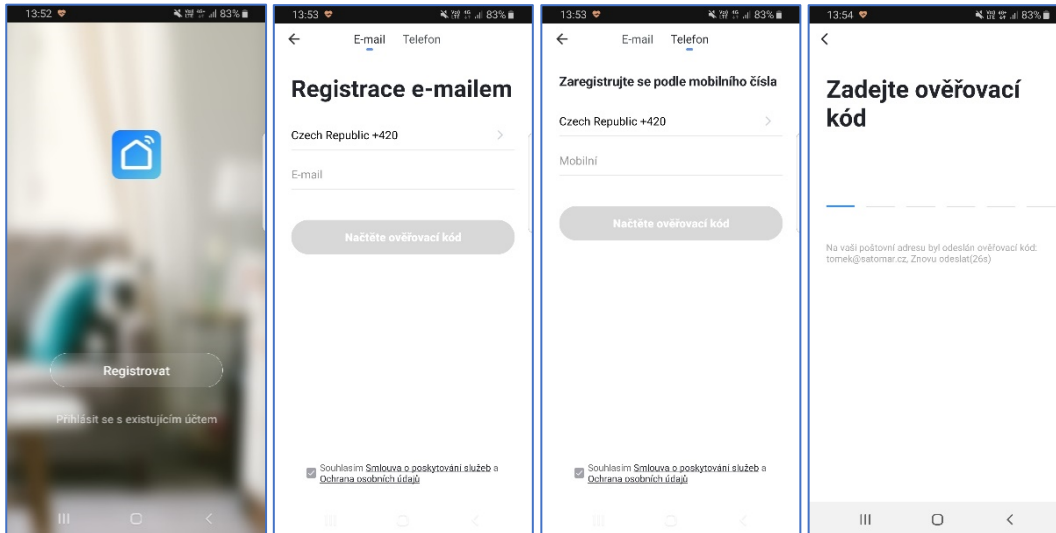 13:52
83%
Registrovat
Přihlásit se s existujícím účtem
13:53
83%
E-mail Telefon
Registrace e-mailem
Czech Republic +420
E-mail
Načtěte ověřovací kód
Souhlasím Smlouva o poskytování služeb a
Ochrana osobních údajů
13:53
83%
E-mail Telefon
Zaregistrujte se podle mobilního čísla
Czech Republic +420
Mobilní
Načtěte ověřovací kód
Souhlasím Smlouva o poskytování služeb a
Ochrana osobních údajů
13:54
83%
Zadejte ověřovací
kód
Na vaši poštovní adresu byl odeslán ověřovací kód:
tomek@satomar.cz, Znovu odeslat(26s)